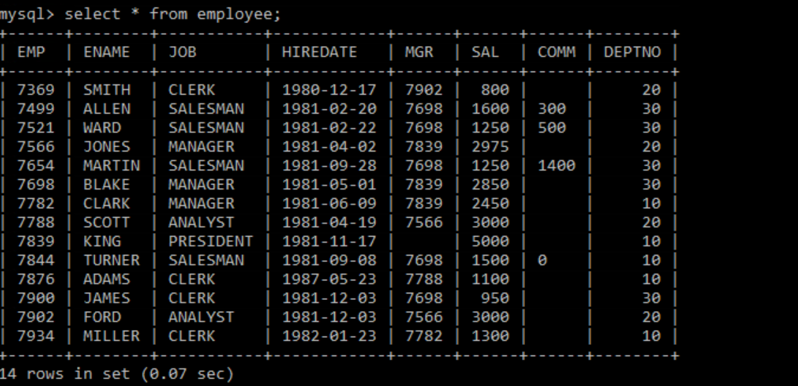 mysql> select * from employee;
+------+--------+-----------+------------+------+------+------+--------+
| EMP | ENAME | JOB | HIREDATE | MGR | SAL | COMM | DEPTNO |
+------+--------+-----------+------------+------+------+------+--------+
| 7369 | SMITH | CLERK | 1980-12-17 | 7902 | 800 | | 20 |
| 7499 | ALLEN | SALESMAN | 1981-02-20 | 7698 | 1600 | 300 | 30 |
| 7521 | WARD | SALESMAN | 1981-02-22 | 7698 | 1250 | 500 | 30 |
| 7566 | JONES | MANAGER | 1981-04-02 | 7839 | 2975 | | 20 |
| 7654 | MARTIN | SALESMAN | 1981-09-28 | 7698 | 1250 | 1400 | 30 |
| 7698 | BLAKE | MANAGER | 1981-05-01 | 7839 | 2850 | | 30 |
| 7782 | CLARK | MANAGER | 1981-06-09 | 7839 | 2450 | | 10 |
| 7788 | SCOTT | ANALYST | 1981-04-19 | 7566 | 3000 | | 20 |
| 7839 | KING | PRESIDENT | 1981-11-17 | | 5000 | | 10 |
| 7844 | TURNER | SALESMAN | 1981-09-08 | 7698 | 1500 | 0 | 10 |
| 7876 | ADAMS | CLERK | 1987-05-23 | 7788 | 1100 | | 10 |
| 7900 | JAMES | CLERK | 1981-12-03 | 7698 | 950 | | 30 |
| 7902 | FORD | ANALYST | 1981-12-03 | 7566 | 3000 | | 20 |
| 7934 | MILLER | CLERK | 1982-01-23 | 7782 | 1300 | | 10 |
+------+--------+-----------+------------+------+------+------+--------+
14 rows in set (0.07 sec)